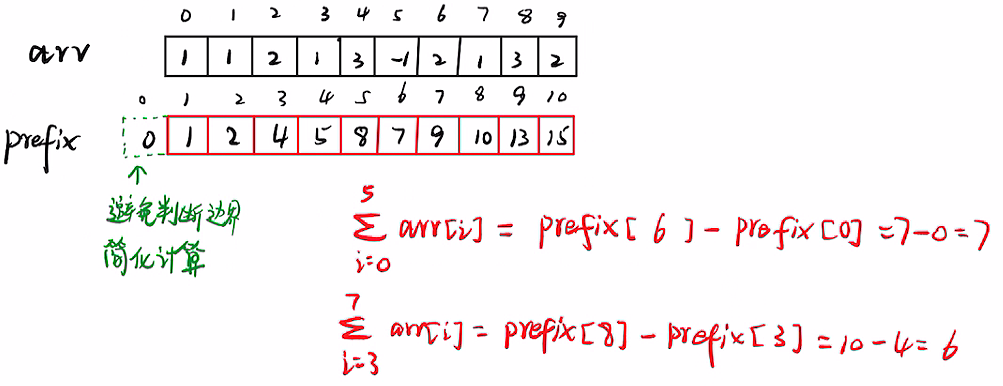 0 1 2 3 4 5 6 7 8 9
arr 1 1 2 1 3 -1 2 1 3 2
0 1 2 3 4 5 6 7 8 9 10
prefix 0 1 2 4 5 8 7 9 10 13 15
↑
避免判断边界
简化计算
5
∑ arr[i] = prefix[ 6 ] - prefix[0] = 7-0=7
i=0
7
∑ arr[i] = prefix[8] - prefix[3] = 10-4=6
i=3